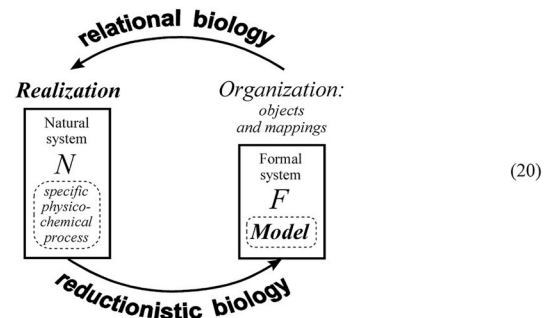 relational biology
Realization
Organization:
objects
and mappings
Natural
system
N
specific
physico-
chemical
process
Formal
system
F
Model
(20)
reductionistic biology